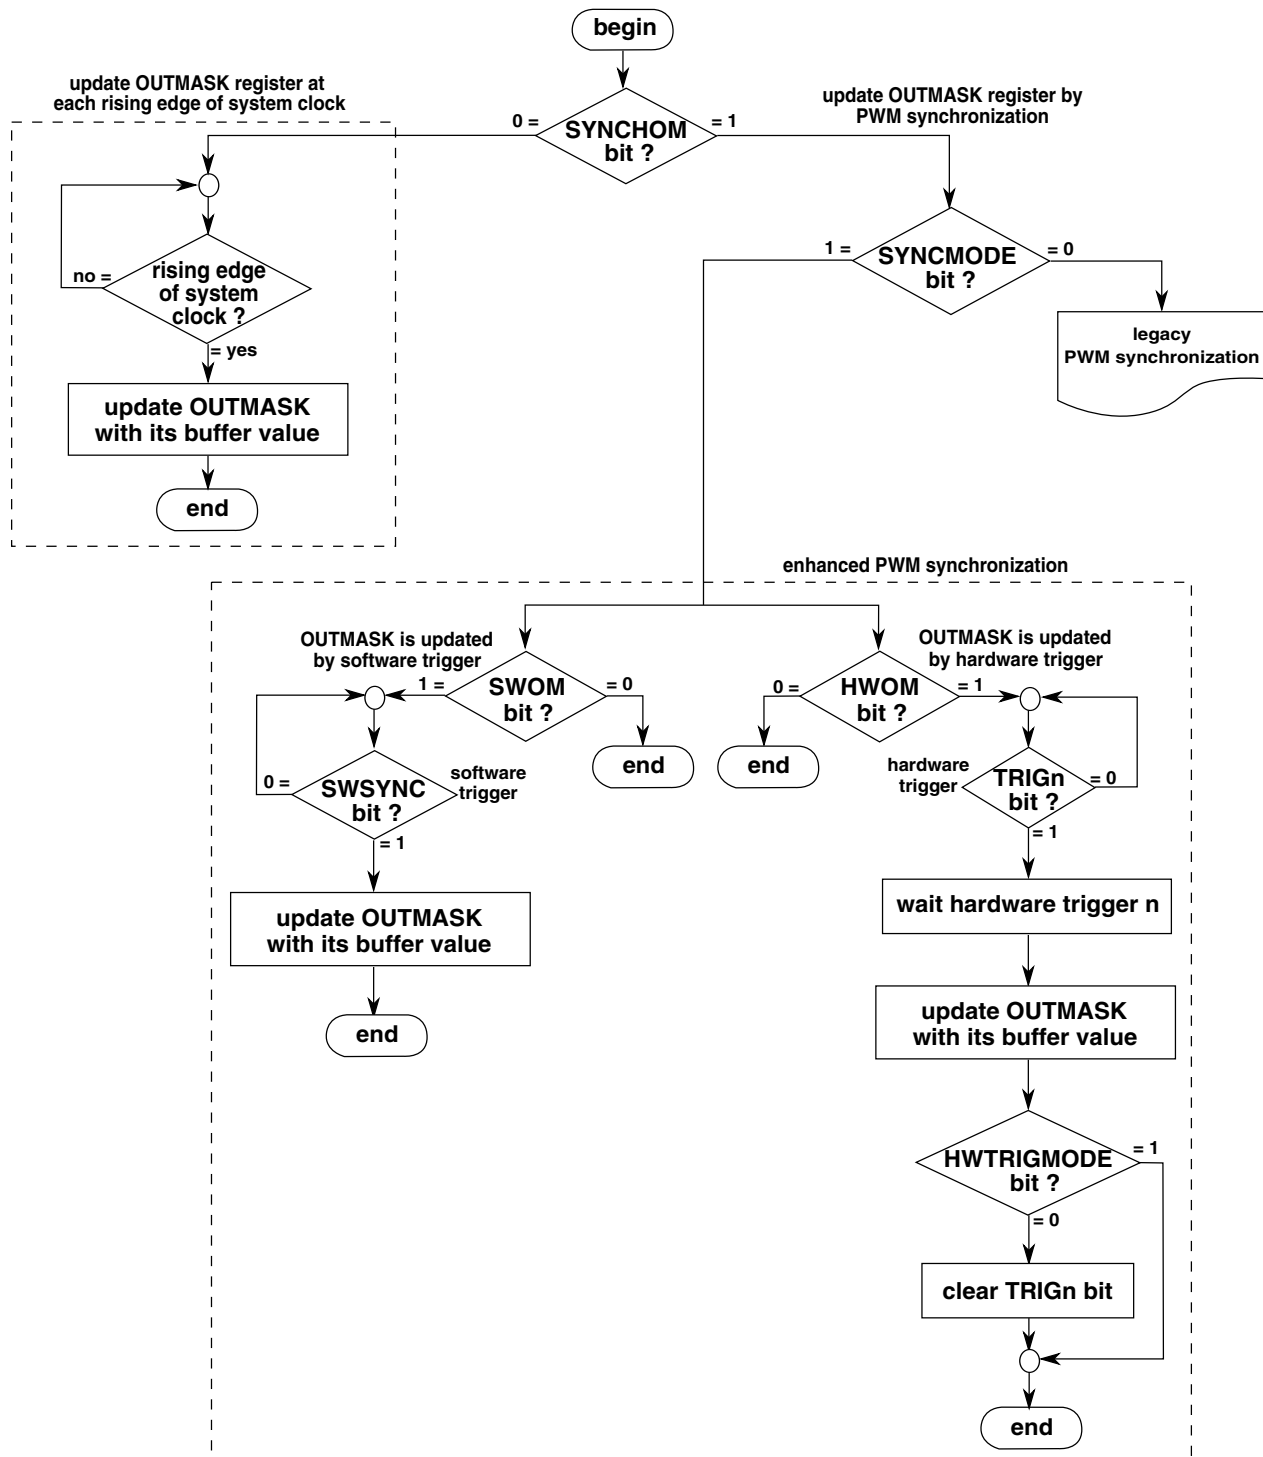 begin
update OUTMASK register at
each rising edge of system clock
update OUTMASK register by
PWM synchronization
0 =
SYNCHOM
bit ?
= 1
1 =
SYNCMODE
bit ?
= 0
no =
rising edge
of system
clock ?
= yes
legacy
PWM synchronization
update OUTMASK
with its buffer value
end
enhanced PWM synchronization
OUTMASK is updated
by software trigger
OUTMASK is updated
by hardware trigger
1 =
SWOM
bit ?
= 0
0 =
HWOM
bit ?
= 1
end
end
0 =
SWSYNC
bit ?
software
trigger
= 1
hardware
trigger
TRIGn
bit ?
= 0
= 1
update OUTMASK
with its buffer value
end
wait hardware trigger n
update OUTMASK
with its buffer value
HWTRIGMODE
bit ?
= 1
= 0
clear TRIGn bit
end